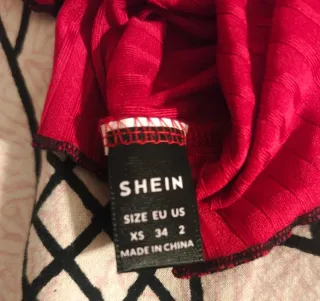 SHEIN
SIZE EU US
XS 34 2
MADE IN CHINA